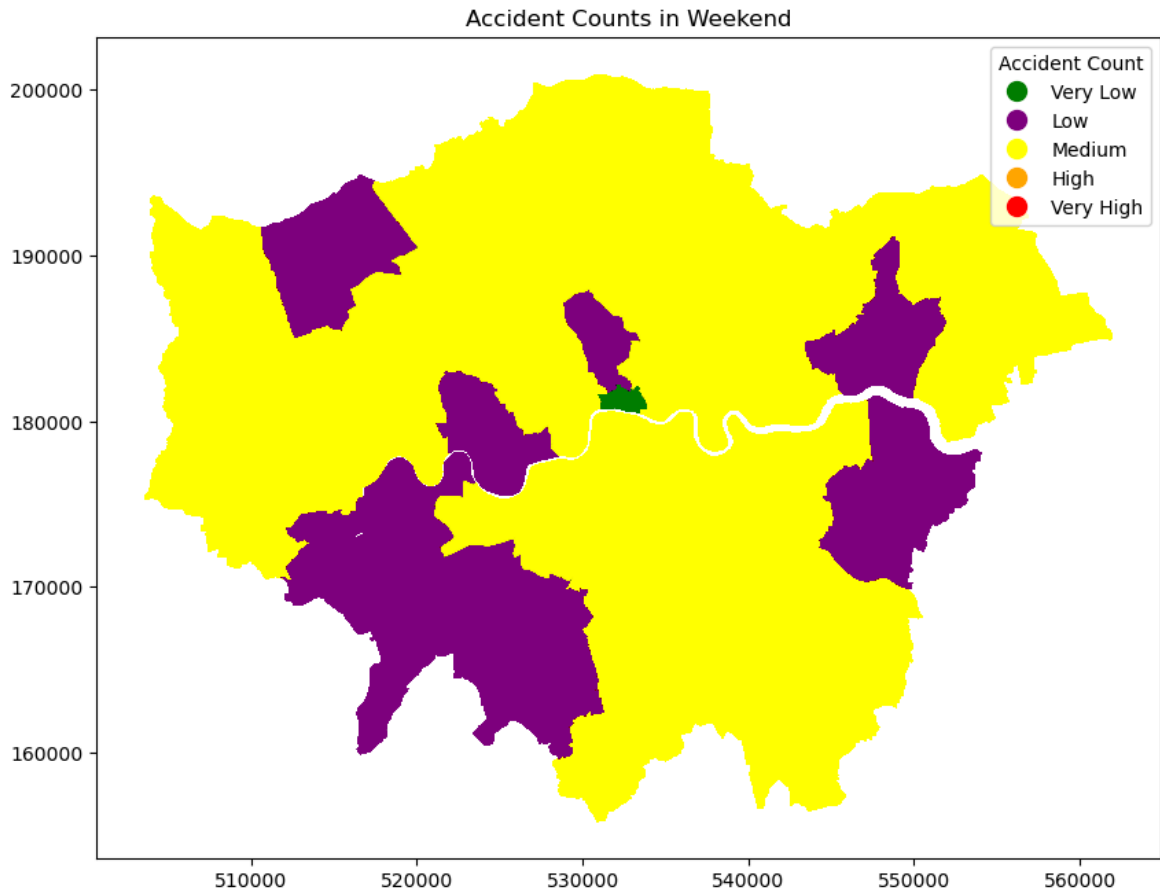 Accident Counts in Weekend
Accident Count
Very Low
Low
Medium
High
Very High
200000
190000
180000
170000
160000
510000 520000 530000 540000 550000 560000